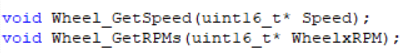 void Wheel_GetSpeed(uint16_t* Speed);
void Wheel_GetRPMs(uint16_t* WheelxRPM);